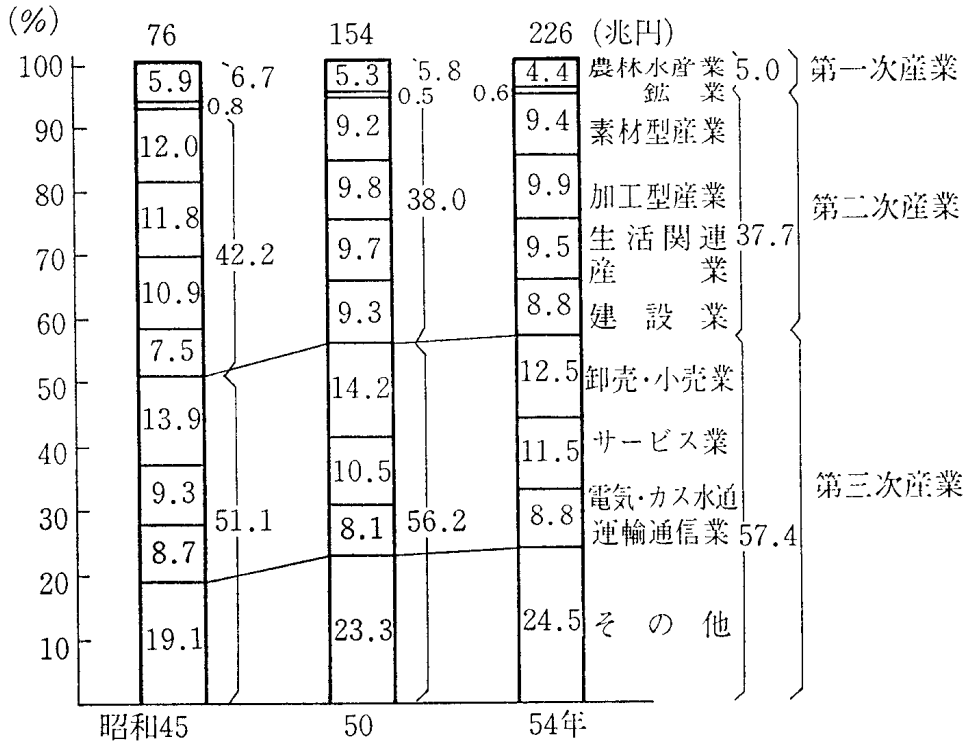 (%)
76 154 226 (兆円)
100 5.9 6.7 5.3 5.8 4.4 農林水産業 5.0 第一次産業
0.8 0.5 0.6 鉱業
90 12.0 9.2 9.4 素材型産業
80 11.8 9.8 38.0 9.9 加工型産業 第二次産業
70 42.2 9.7 9.5 生活関連 37.7
産業
10.9
60 7.5 9.3 8.8 建設業
50 13.9 14.2 12.5 卸売・小売業
40 9.3 10.5 11.5 サービス業
第三次産業
30 51.1 8.1 56.2 8.8 電気・カス水道
8.7 運輸通信業 57.4
20
10 19.1 23.3 24.5 その他
昭和45 50 54年